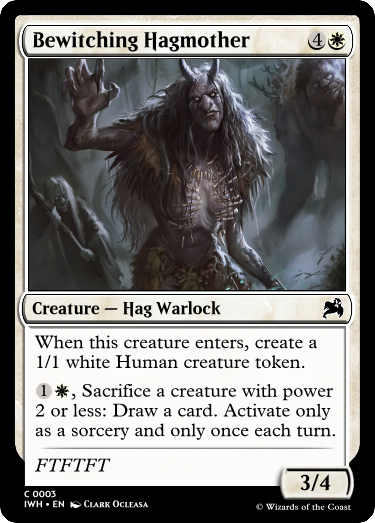 Bewitching Hagmother 4
Creature — Hag Warlock
When this creature enters, create a
1/1 white Human creature token.
1, Sacrifice a creature with power
2 or less: Draw a card. Activate only
as a sorcery and only once each turn.
FTFTFT
3/4
C 0003
IWH • EN Clark Ocleasa
© Wizards of the Coast